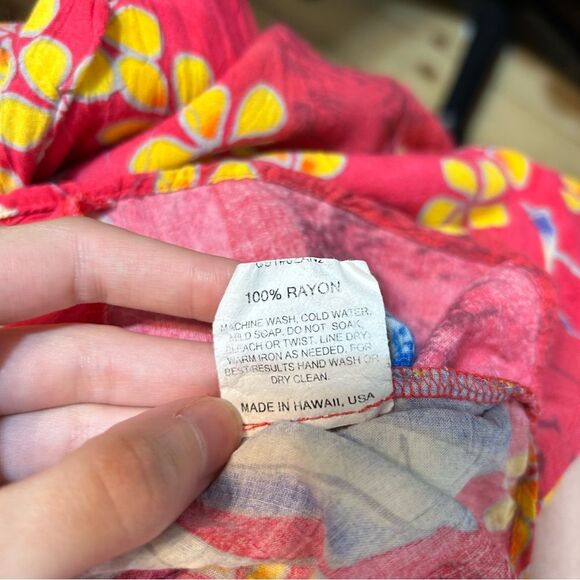 100% RAYON
MACHINE WASH, COLD WATER,
MILD SOAP. DO NOT SOAK,
BLEACH OR TWIST. LINE DRY.
WARM IRON AS NEEDED. FOR
BEST RESULTS HAND WASH OR
DRY CLEAN.
MADE IN HAWAII, USA